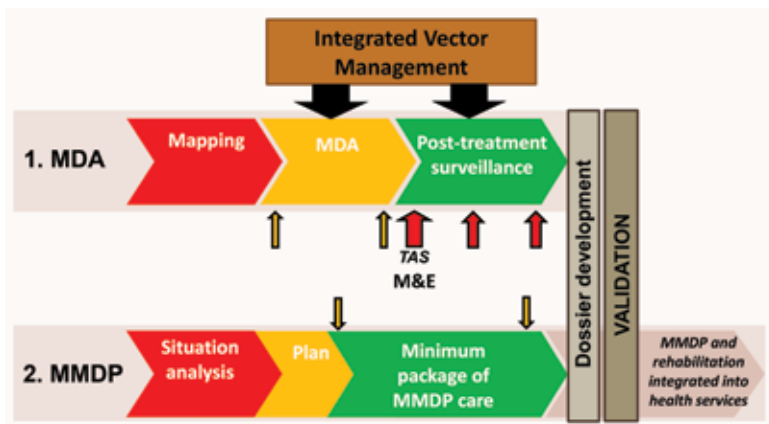 Integrated Vector
Management
1. MDA
Mapping
MDA
Post-treatment
surveillance
TAS
M&E
Dossier development
VALIDATION
2. MMDP
Situation
analysis
Plan
Minimum
package of
MMDP care
MMDP and
rehabilitation
integrated into
health services